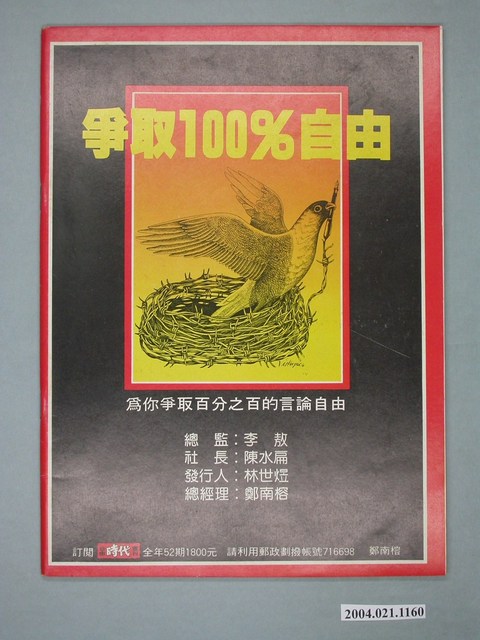 爭取100%自由
為你爭取百分之百的言論自由
總　監：李　敖
社　長：陳水扁
發行人：林世煜
總經理：鄭南榕
訂閱 時代 全年52期1800元 請利用郵政劃撥帳號716698 鄭南榕
2004.021.1160